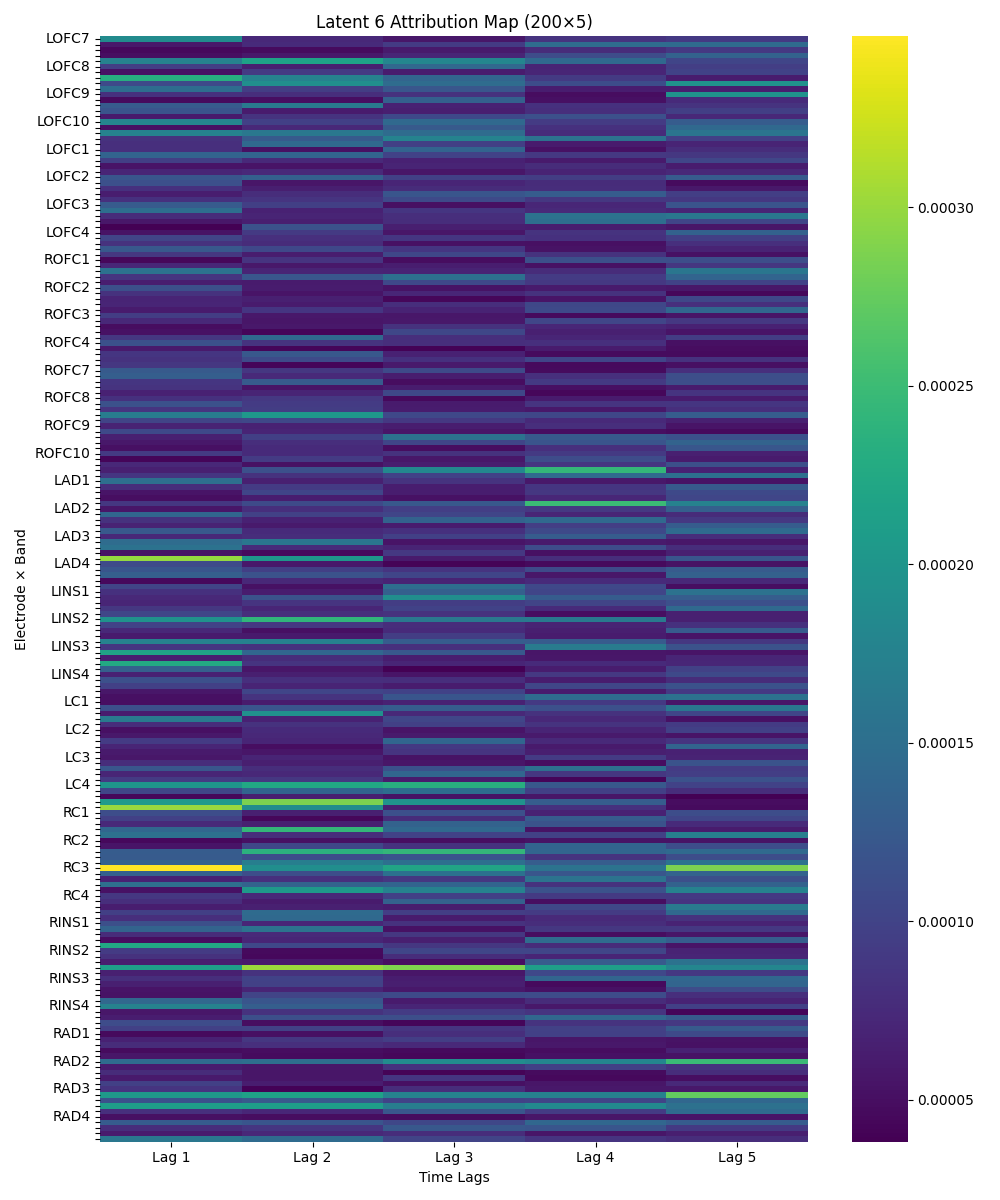 Latent 6 Attribution Map (200×5)
Electrode × Band
LOFC7
LOFC8
LOFC9
LOFC10
LOFC1
LOFC2
LOFC3
LOFC4
ROFC1
ROFC2
ROFC3
ROFC4
ROFC7
ROFC8
ROFC9
ROFC10
LAD1
LAD2
LAD3
LAD4
LINS1
LINS2
LINS3
LINS4
LC1
LC2
LC3
LC4
RC1
RC2
RC3
RC4
RINS1
RINS2
RINS3
RINS4
RAD1
RAD2
RAD3
RAD4
Lag 1 Lag 2 Lag 3 Lag 4 Lag 5
Time Lags
0.00030
0.00025
0.00020
0.00015
0.00010
0.00005